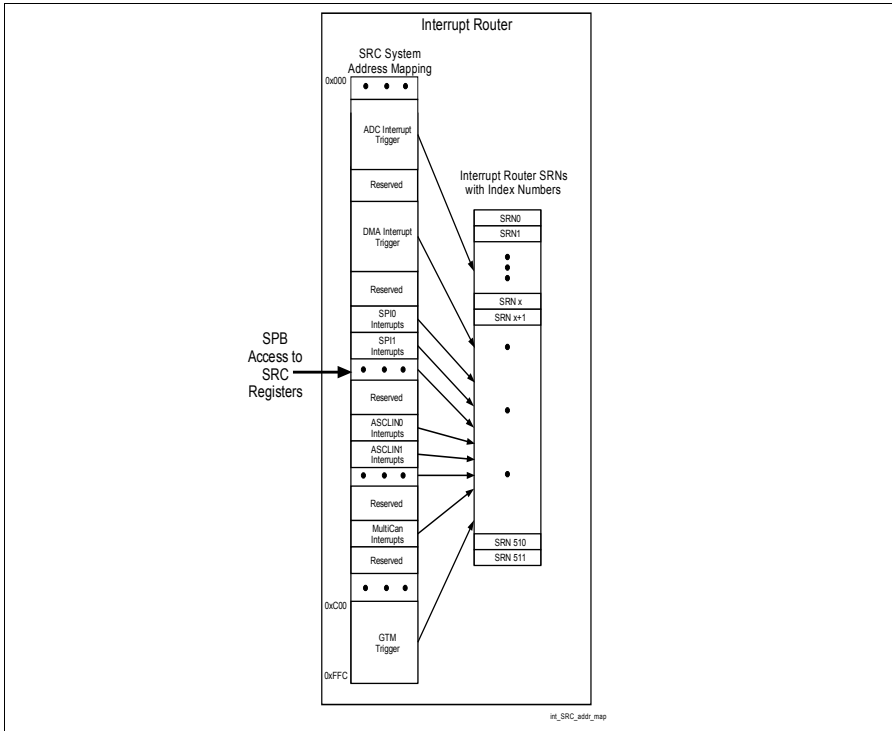 Interrupt Router
SRC System
Address Mapping
0x000
ADC Interrupt
Trigger
Reserved
DMA Interrupt
Trigger
Reserved
SPI0
Interrupts
SPI1
Interrupts
Reserved
ASCLIN0
Interrupts
ASCLIN1
Interrupts
Reserved
MultiCan
Interrupts
Reserved
0xC00
GTM
Trigger
0xFFC
SPB
Access to
SRC
Registers
Interrupt Router SRNs
with Index Numbers
SRN0
SRN1
SRN x
SRN x+1
SRN 510
SRN 511
int_SRC_addr_map